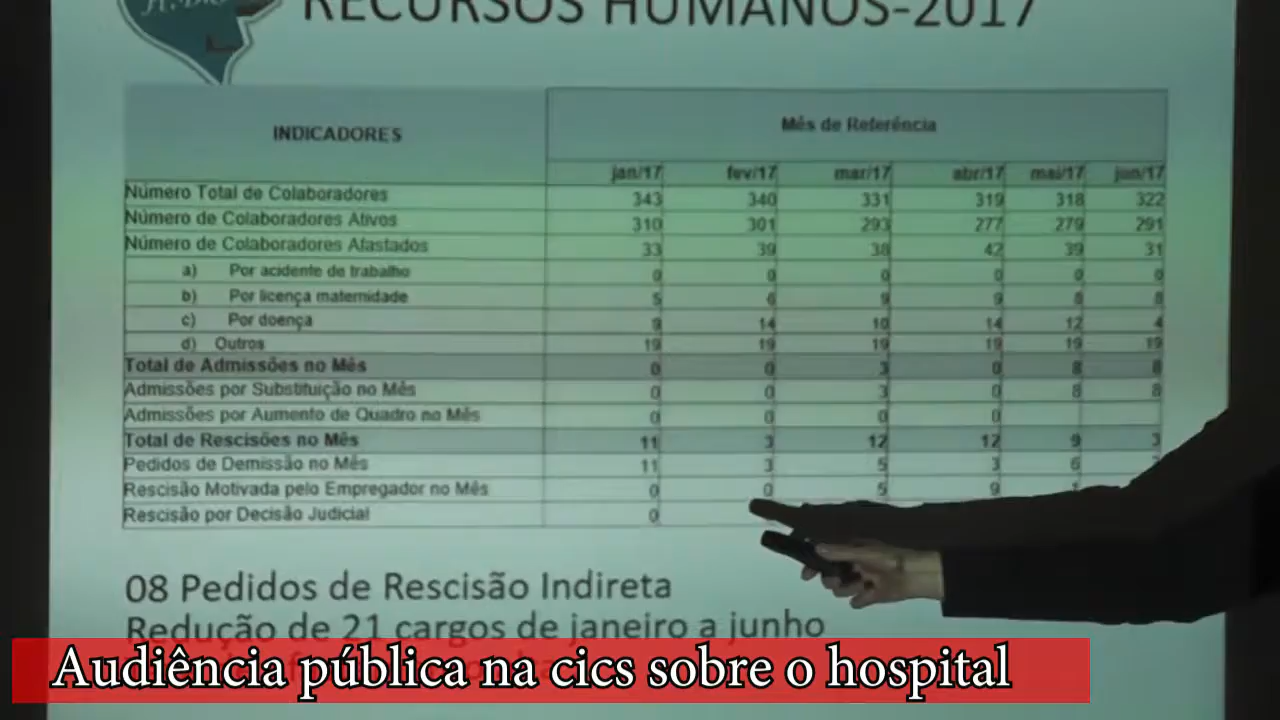 RECURSOS HUMANOS-2017
INDICADORES
Mês de Referência
jan/17 fev/17 mar/17 abr/17 mai/17 jun/17
Número Total de Colaboradores 343 340 331 319 318 322
Número de Colaboradores Ativos 310 301 293 277 279 291
Número de Colaboradores Afastados 33 39 38 42 39 31
a) Por acidente de trabalho 0 0 0 0 0 0
b) Por licença maternidade 5 6 9 9 8 8
c) Por doença 9 14 10 14 12 4
d) Outros 19 19 19 19 19 19
Total de Admissões no Mês 0 0 3 0 8 8
Admissões por Substituição no Mês 0 0 3 0 8 8
Admissões por Aumento de Quadro no Mês 0 0 0 0
Total de Rescisões no Mês 11 3 12 12 9 3
Pedidos de Demissão no Mês 11 3 5 3 6
Rescisão Motivada pelo Empregador no Mês 0 0 5 9
Rescisão por Decisão Judicial 0
08 Pedidos de Rescisão Indireta
Redução de 21 cargos de janeiro a junho
Audiência pública na cics sobre o hospital